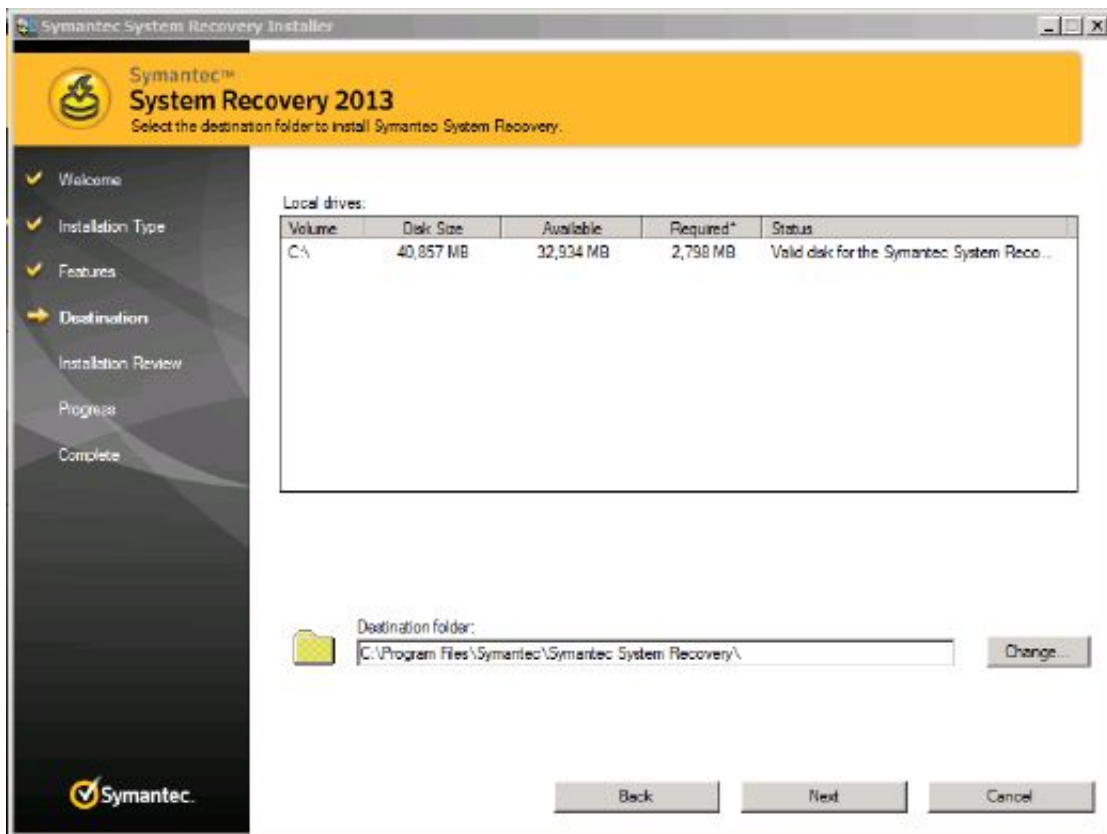 Symantec System Recovery Installer
Symantec™
System Recovery 2013
Select the destination folder to install Symantec System Recovery.
Welcome
Installation Type
Features
Destination
Installation Review
Progress
Complete
Local drives:
Volume Disk Size Available Required* Status
C:\ 40,857 MB 32,934 MB 2,798 MB Valid disk for the Symantec System Reco...
Destination folder:
C:\Program Files\Symantec\Symantec System Recovery\
Change...
Symantec.
Back Next Cancel